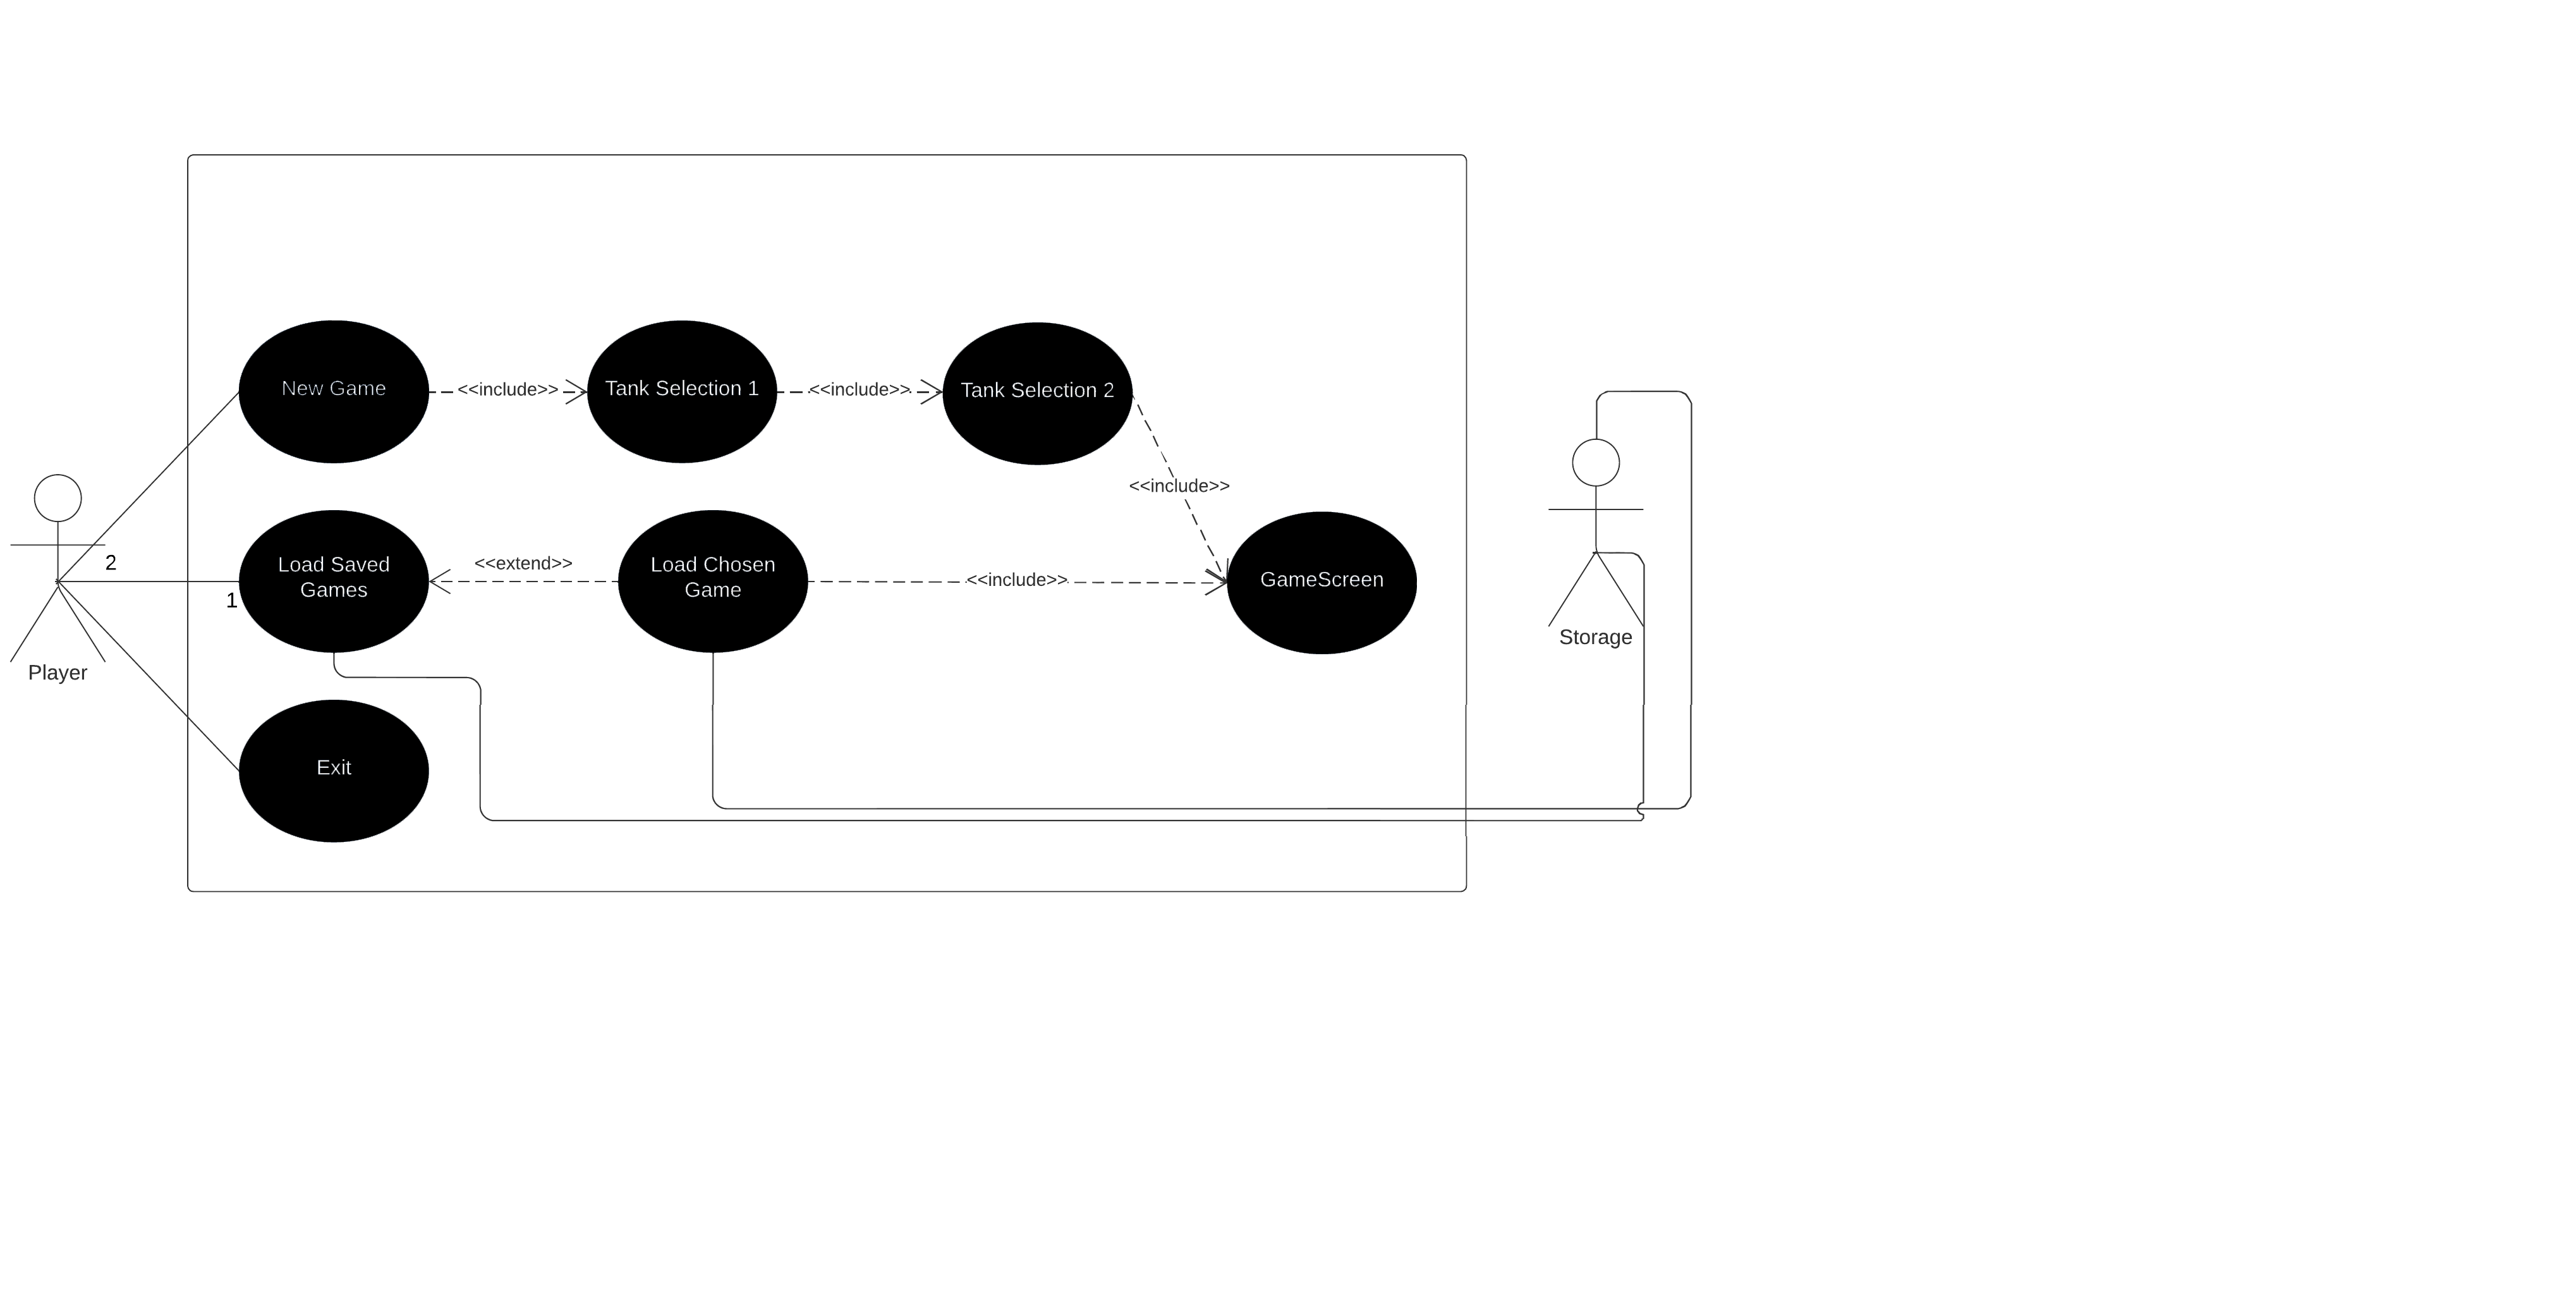 New Game
<<include>>
Tank Selection 1
<<include>>
Tank Selection 2
<<include>>
2
1
Load Saved
Games
<<extend>>
Load Chosen
Game
<<include>>
GameScreen
Storage
Player
Exit